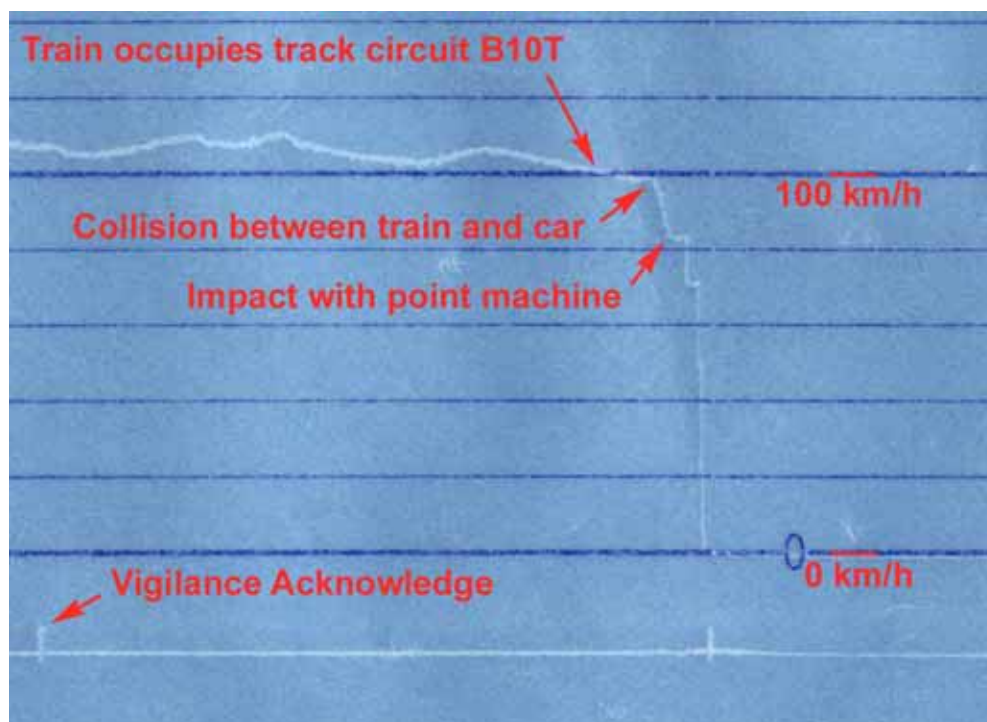 Train occupies track circuit B10T
100 km/h
Collision between train and car
Impact with point machine
0
0 km/h
Vigilance Acknowledge